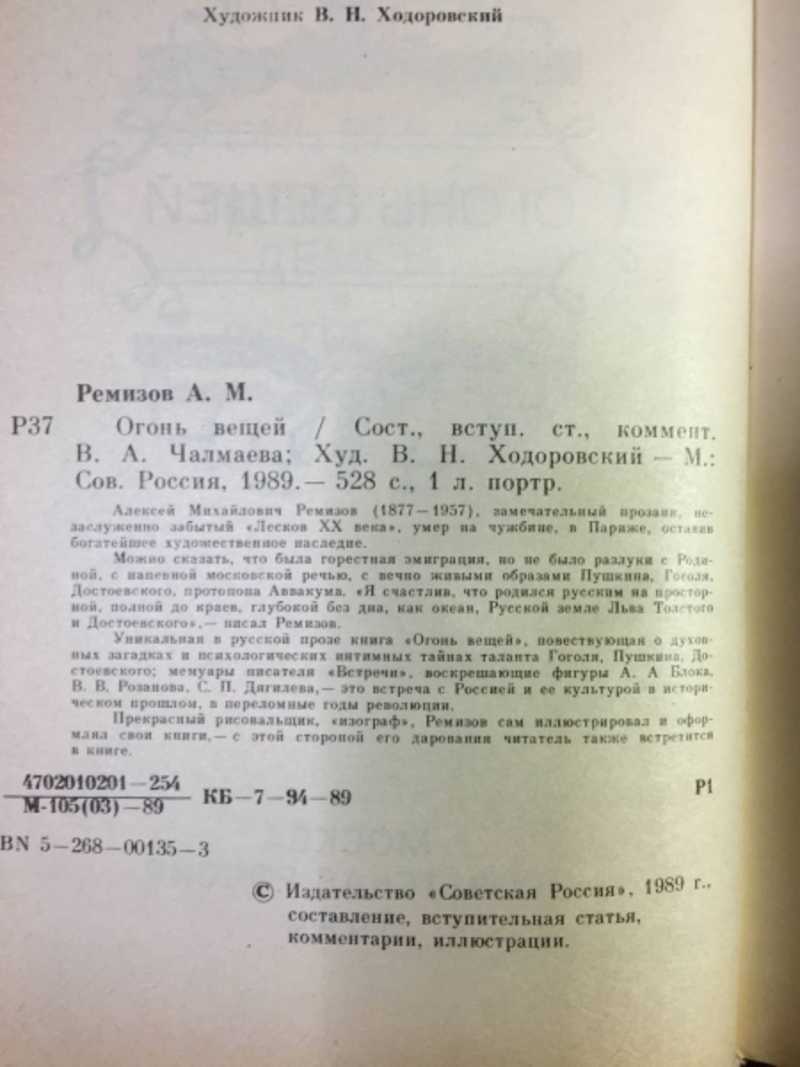 Художник В. Н. Ходоровский
ОГОНЬ ВЕЩЕЙ
Ремизов А. М.
Р37 Огонь вещей / Сост., вступ. ст., коммент.
В. А. Чалмаева; Худ. В. Н. Ходоровский — М.:
Сов. Россия, 1989.— 528 с., 1 л. портр.
Алексей Михайлович Ремизов (1877—1957), замечательный прозаик, не-
заслуженно забытый «Лесков XX века», умер на чужбине, в Париже, оставив
богатейшее художественное наследие.
Можно сказать, что была горестная эмиграция, но не было разлуки с Роди-
ной, с напевной московской речью, с вечно живыми образами Пушкина, Гоголя,
Достоевского, протопопа Аввакума. «Я счастлив, что родился русским на простор-
ной, полной до краев, глубокой без дна, как океан, Русской земле Льва Толстого
и Достоевского»,— писал Ремизов.
Уникальная в русской прозе книга «Огонь вещей», повествующая о духов-
ных загадках и психологических интимных тайнах таланта Гоголя, Пушкина, До-
стоевского; мемуары писателя «Встречи», воскрешающие фигуры А. А Блока,
В. В. Розанова, С. П. Дягилева,— это встреча с Россией и ее культурой в истори-
ческом прошлом, в переломные годы революции.
Прекрасный рисовальщик, «изограф», Ремизов сам иллюстрировал и офор-
млял свои книги,— с этой стороной его дарования читатель также встретится
в книге.
4702010201—254
М-105(03)—89
КБ—7—94—89
Р1
BN 5—268—00135—3
© Издательство «Советская Россия», 1989 г.,
составление, вступительная статья,
комментарии, иллюстрации.